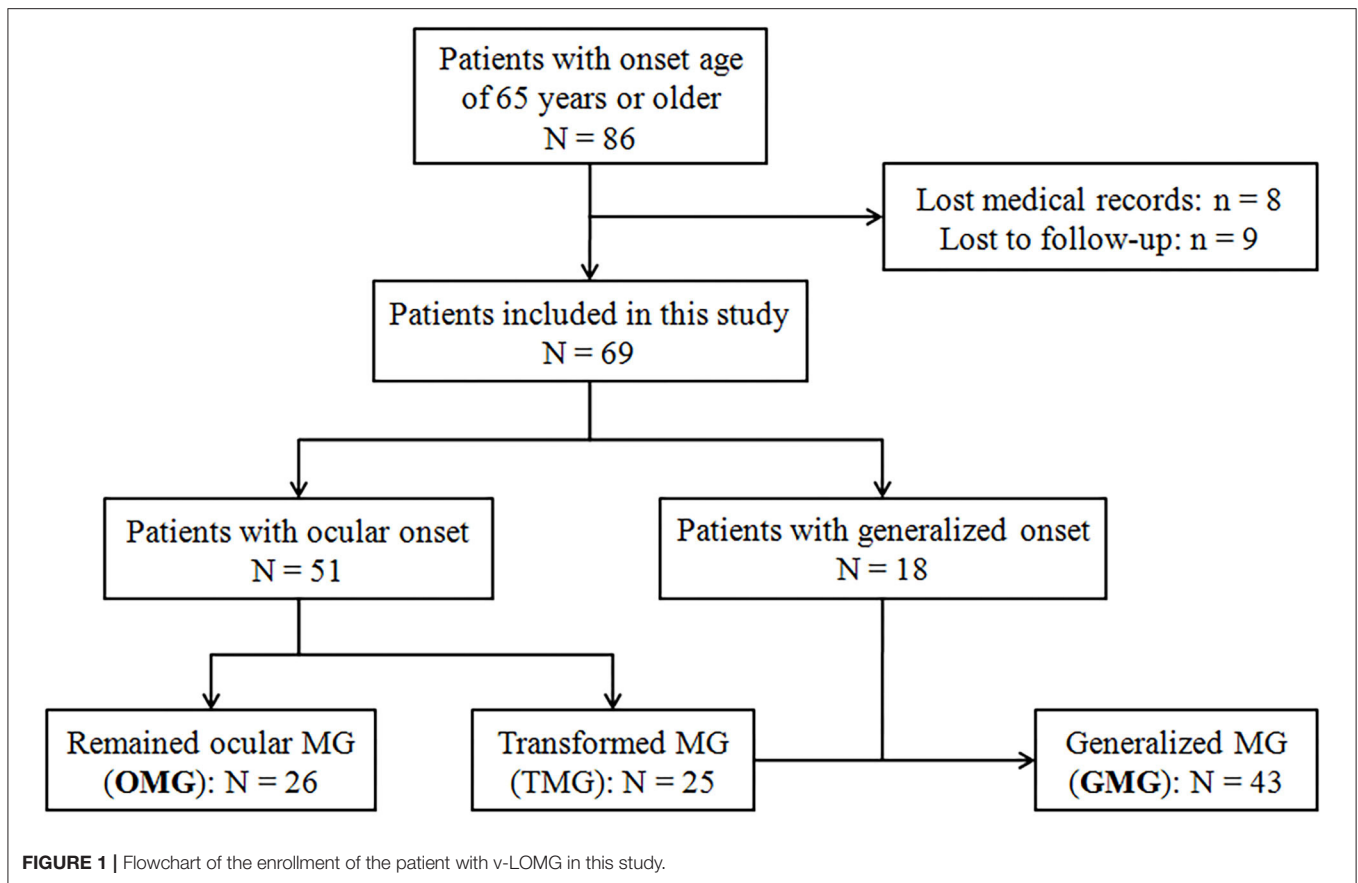 Patients with onset age
of 65 years or older
N = 86
Lost medical records: n = 8
Lost to follow-up: n = 9
Patients included in this study
N = 69
Patients with ocular onset
N = 51
Patients with generalized onset
N = 18
Remained ocular MG
(OMG): N = 26
Transformed MG
(TMG): N = 25
Generalized MG
(GMG): N = 43
FIGURE 1 | Flowchart of the enrollment of the patient with v-LOMG in this study.